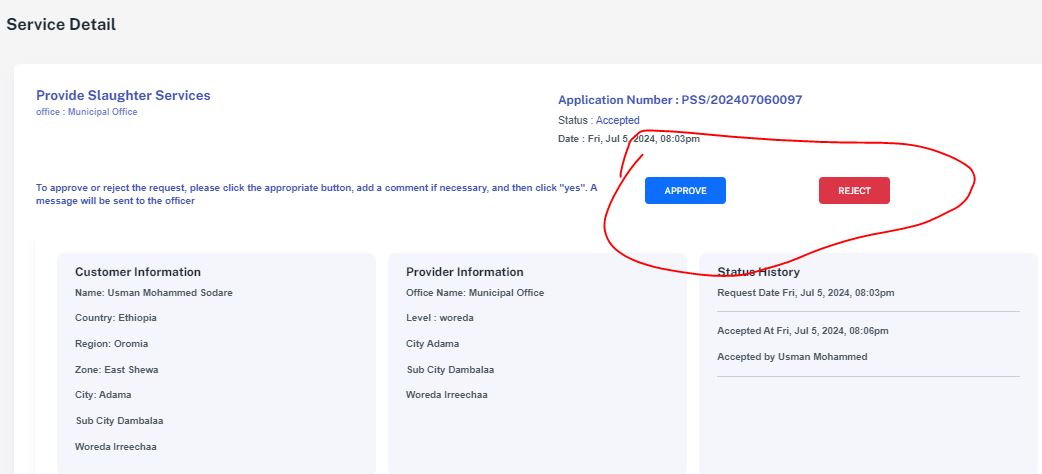 Service Detail
Provide Slaughter Services
office : Municipal Office
Application Number : PSS/202407060097
Status : Accepted
Date : Fri, Jul 5, 2024, 08:03pm
To approve or reject the request, please click the appropriate button, add a comment if necessary, and then click "yes". A
message will be sent to the officer
APPROVE
REJECT
Customer Information
Name: Usman Mohammed Sodare
Country: Ethiopia
Region: Oromia
Zone: East Shewa
City: Adama
Sub City Dambalaa
Woreda Irreechaa
Provider Information
Office Name: Municipal Office
Level : woreda
City Adama
Sub City Dambalaa
Woreda Irreechaa
Status History
Request Date Fri, Jul 5, 2024, 08:03pm
Accepted At Fri, Jul 5, 2024, 08:06pm
Accepted by Usman Mohammed